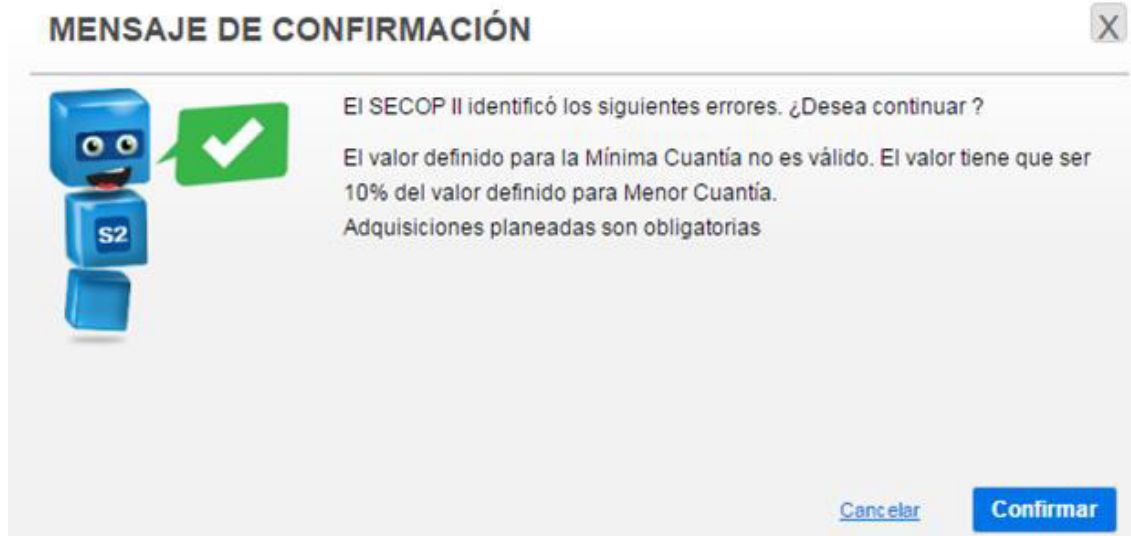 MENSAJE DE CONFIRMACIÓN
X
El SECOP II identificó los siguientes errores. ¿Desea continuar ?
El valor definido para la Mínima Cuantía no es válido. El valor tiene que ser
10% del valor definido para Menor Cuantía.
Adquisiciones planeadas son obligatorias
S2
Cancelar
Confirmar